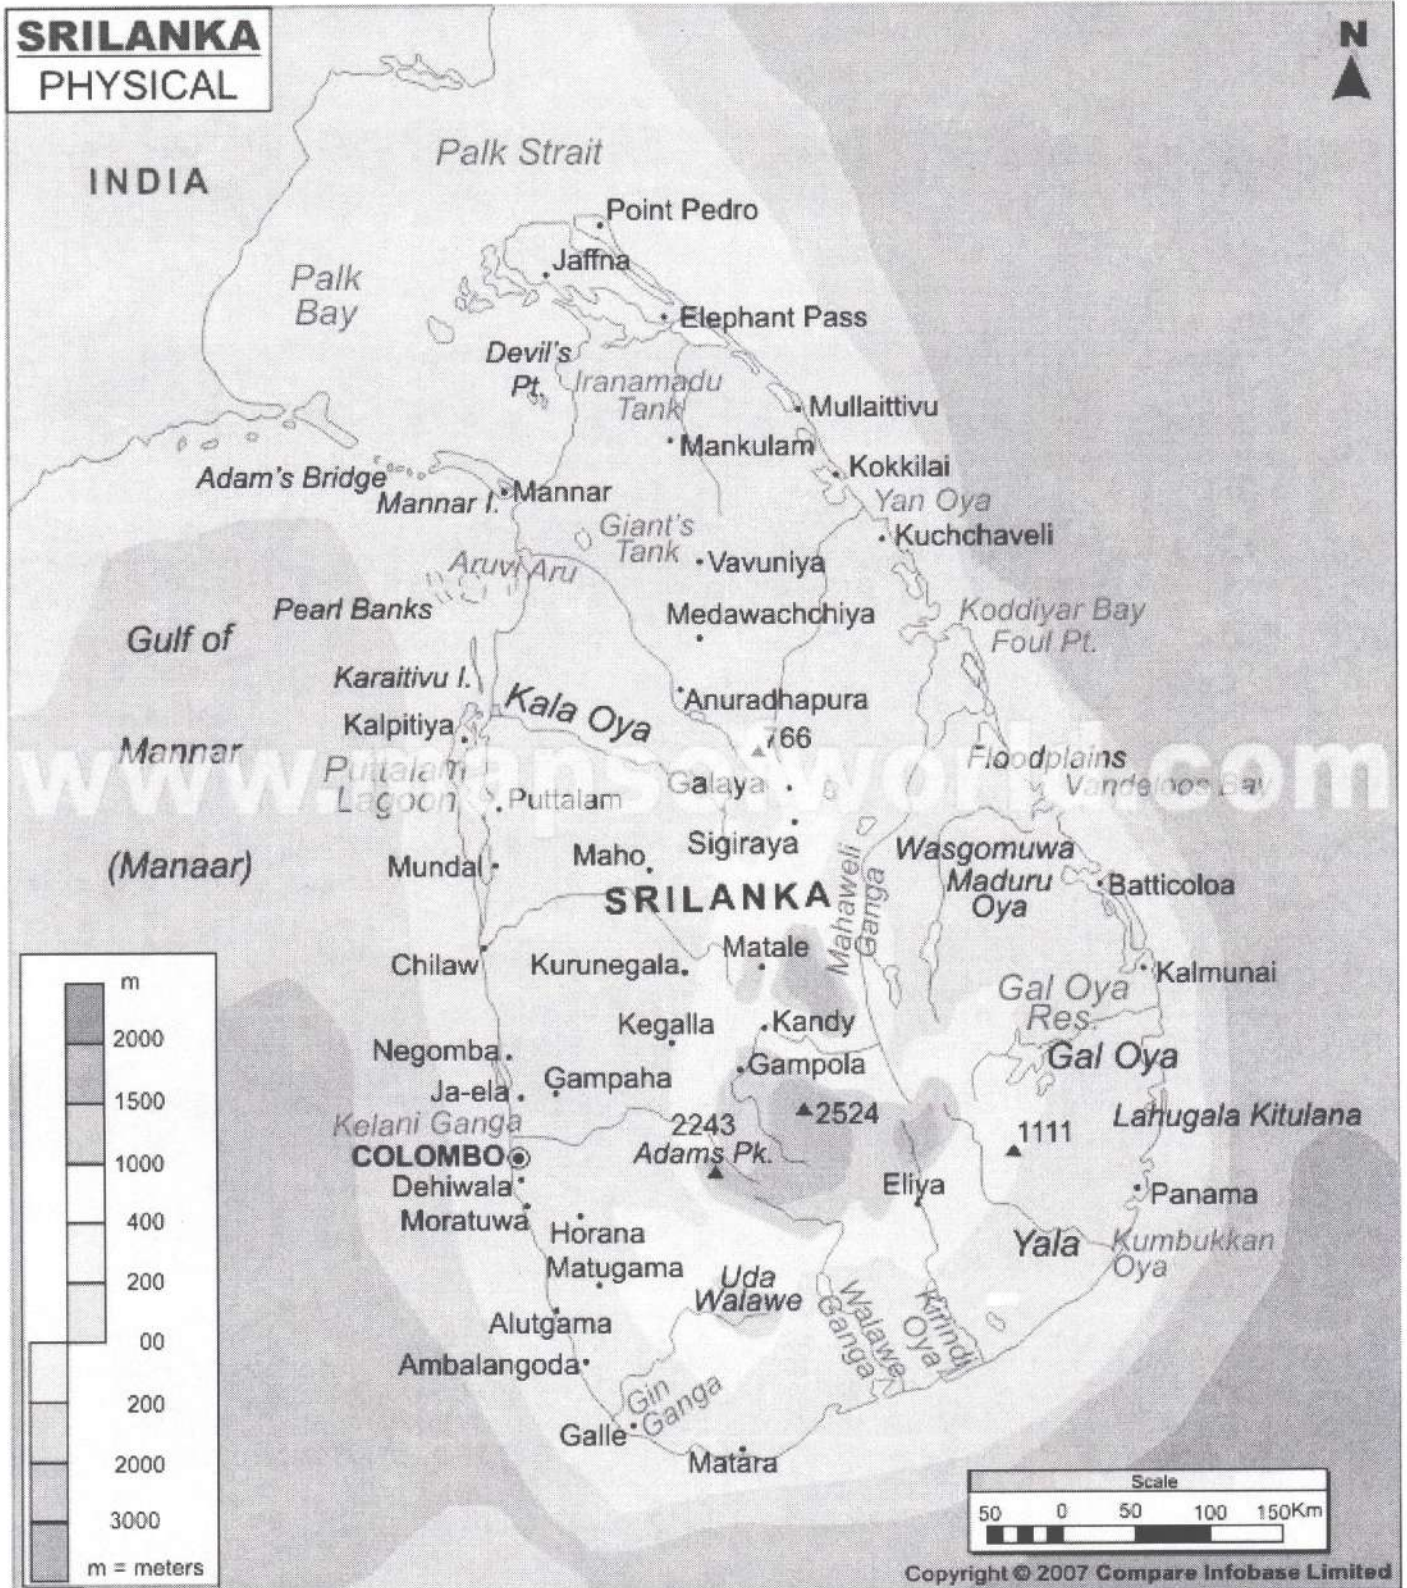 SRILANKA
PHYSICAL
N
INDIA
Palk Strait
Point Pedro
Jaffna
Palk
Bay
Elephant Pass
Devil's
Pt.
Iranamadu
Tank
Mullaittivu
Mankulam
Kokkilai
Adam's Bridge
Mannar I.
Mannar
Yan Oya
Giant's
Tank
Kuchchaveli
Aruvi Aru
Vavuniya
Pearl Banks
Medawachchiya
Koddiyar Bay
Foul Pt.
Gulf of
Karaitivu I.
Kala Oya
Anuradhapura
Kalpitiya
766
Mannar
www.mapsofworld.com
Floodplains
Puttalam
Lagoon
Galaya
Vandeloos Bay
Puttalam
Sigiraya
Wasgomuwa
(Manaar)
Mundal
Maho
Maduru
Oya
Batticoloa
SRILANKA
Mahaweli
Ganga
Matale
Chilaw
Kurunegala
Kalmunai
Gal Oya
Res.
Kegalla
Kandy
Negomba
Gampola
Gal Oya
Ja-ela
Gampaha
Kelani Ganga
2243
2524
Lahugala Kitulana
1111
COLOMBO
Adams Pk.
Dehiwala
Eliya
Panama
Moratuwa
Horana
Yala
Kumbukkan
Oya
Matugama
Uda
Walawe
Walawe
Ganga
Kirindi
Oya
Alutgama
Ambalangoda
Gin
Ganga
Galle
Matara
m
2000
1500
1000
400
200
00
200
2000
3000
m = meters
Scale
50 0 50 100 150Km
Copyright © 2007 Compare Infobase Limited